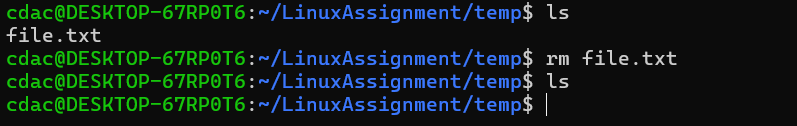 cdac@DESKTOP-67RP0T6:~/LinuxAssignment/temp$ ls
file.txt
cdac@DESKTOP-67RP0T6:~/LinuxAssignment/temp$ rm file.txt
cdac@DESKTOP-67RP0T6:~/LinuxAssignment/temp$ ls
cdac@DESKTOP-67RP0T6:~/LinuxAssignment/temp$